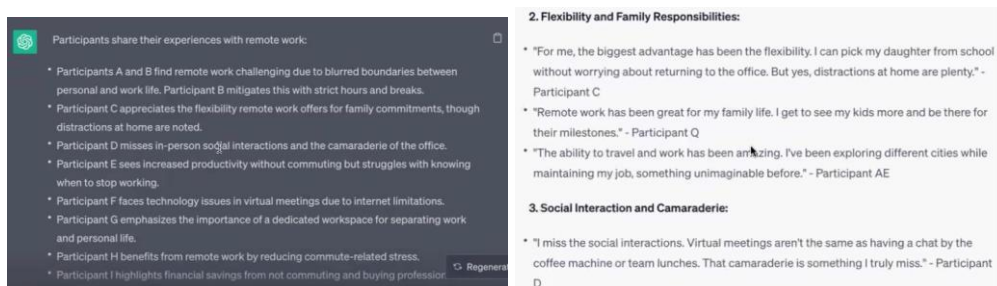 Participants share their experiences with remote work:
• Participants A and B find remote work challenging due to blurred boundaries between
personal and work life. Participant B mitigates this with strict hours and breaks.
• Participant C appreciates the flexibility remote work offers for family commitments, though
distractions at home are noted.
• Participant D misses in-person social interactions and the camaraderie of the office.
• Participant E sees increased productivity without commuting but struggles with knowing
when to stop working.
• Participant F faces technology issues in virtual meetings due to internet limitations.
• Participant G emphasizes the importance of a dedicated workspace for separating work
and personal life.
• Participant H benefits from remote work by reducing commute-related stress.
• Participant I highlights financial savings from not commuting and buying profession
Regenerat
2. Flexibility and Family Responsibilities:
• "For me, the biggest advantage has been the flexibility. I can pick my daughter from school
without worrying about returning to the office. But yes, distractions at home are plenty." -
Participant C
• "Remote work has been great for my family life. I get to see my kids more and be there for
their milestones." - Participant Q
• "The ability to travel and work has been amazing. I've been exploring different cities while
maintaining my job, something unimaginable before." - Participant AE
3. Social Interaction and Camaraderie:
• "I miss the social interactions. Virtual meetings aren't the same as having a chat by the
coffee machine or team lunches. That camaraderie is something I truly miss." - Participant
D